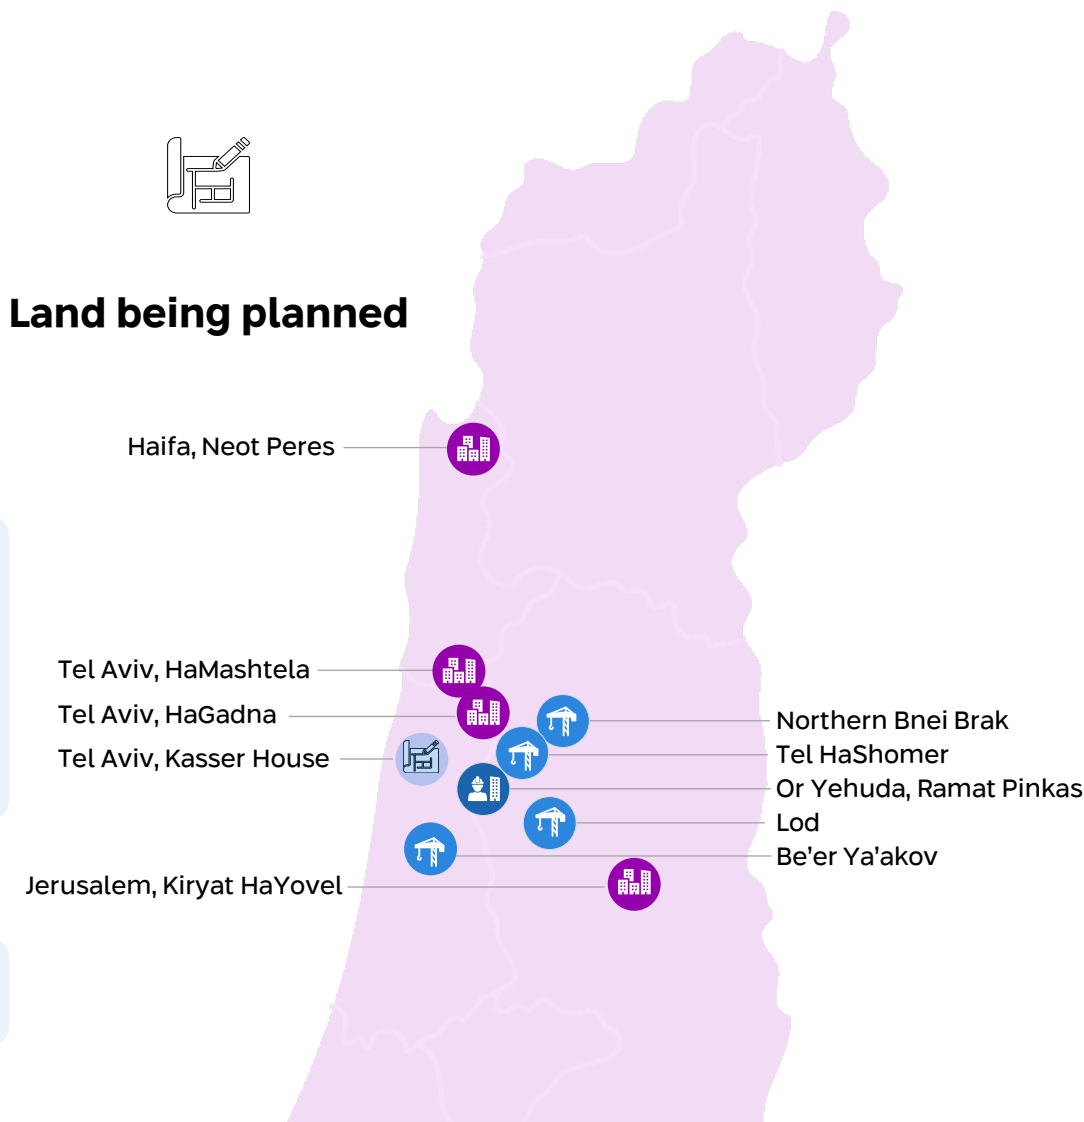 Land being planned
Haifa, Neot Peres
Tel Aviv, HaMashtela
Tel Aviv, HaGadna
Tel Aviv, Kasser House
Jerusalem, Kiryat HaYovel
Northern Bnei Brak
Tel HaShomer
Or Yehuda, Ramat Pinkas
Lod
Be’er Ya’akov